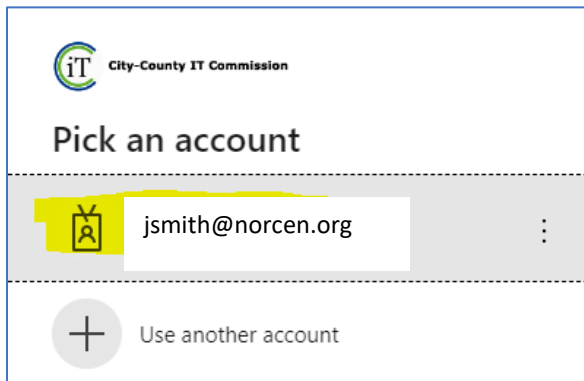 iT City-County IT Commission
Pick an account
jsmith@norcen.org
Use another account